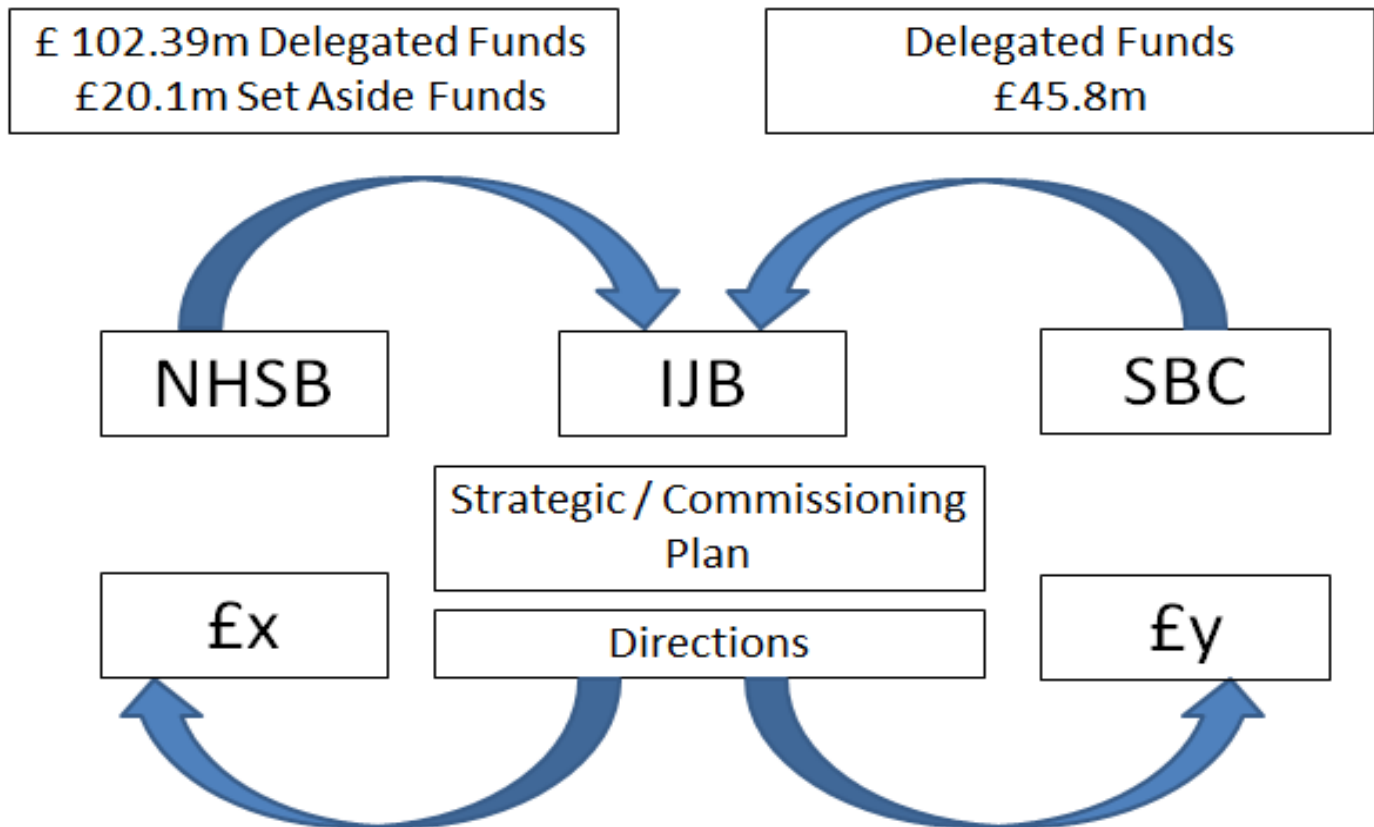 £ 102.39m Delegated Funds
£20.1m Set Aside Funds
Delegated Funds
£45.8m
NHSB
IJB
SBC
Strategic / Commissioning
Plan
£x
Directions
£y